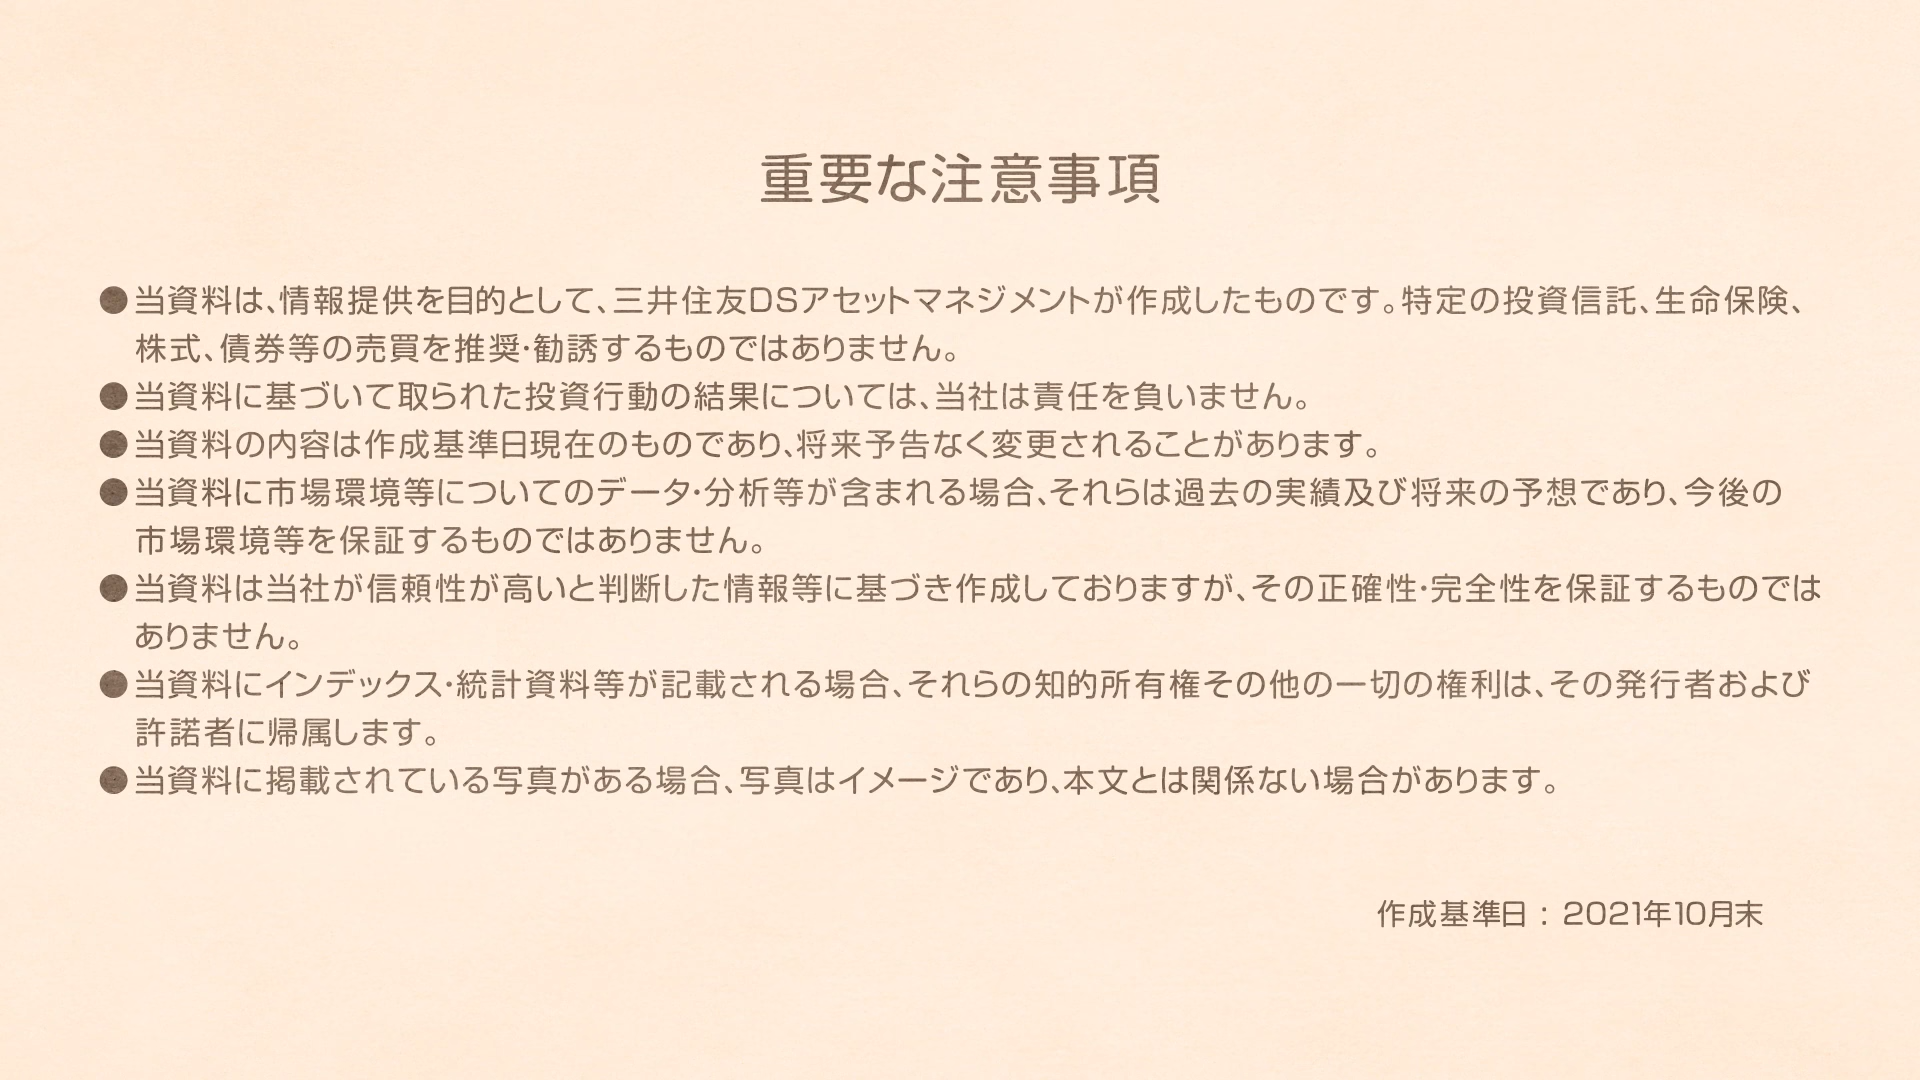 重要な注意事項
●当資料は、情報提供を目的として、三井住友DSアセットマネジメントが作成したものです。特定の投資信託、生命保険、
株式、債券等の売買を推奨・勧誘するものではありません。
●当資料に基づいて取られた投資行動の結果については、当社は責任を負いません。
●当資料の内容は作成基準日現在のものであり、将来予告なく変更されることがあります。
●当資料に市場環境等についてのデータ・分析等が含まれる場合、それらは過去の実績及び将来の予想であり、今後の
市場環境等を保証するものではありません。
●当資料は当社が信頼性が高いと判断した情報等に基づき作成しておりますが、その正確性・完全性を保証するものでは
ありません。
●当資料にインデックス・統計資料等が記載される場合、それらの知的所有権その他の一切の権利は、その発行者および
許諾者に帰属します。
●当資料に掲載されている写真がある場合、写真はイメージであり、本文とは関係ない場合があります。
作成基準日：2021年10月末